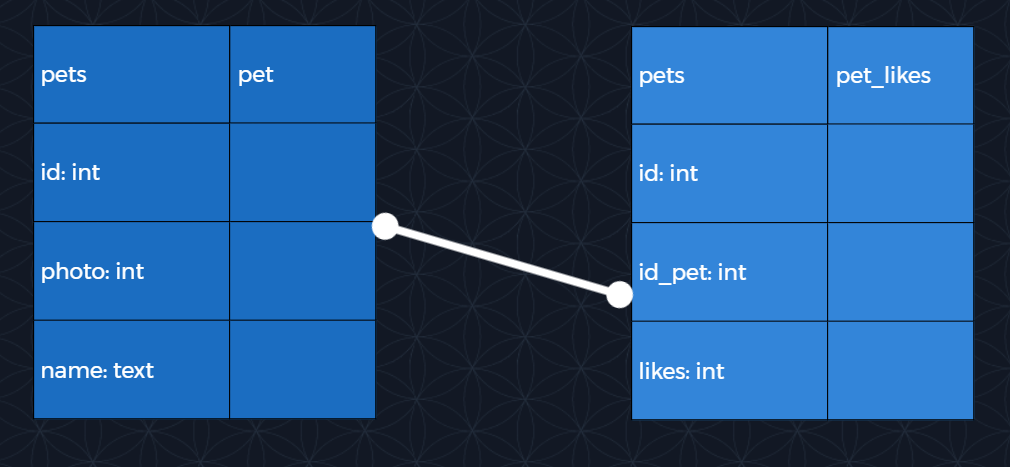 pets pet
id: int
photo: int
name: text
pets pet_likes
id: int
id_pet: int
likes: int